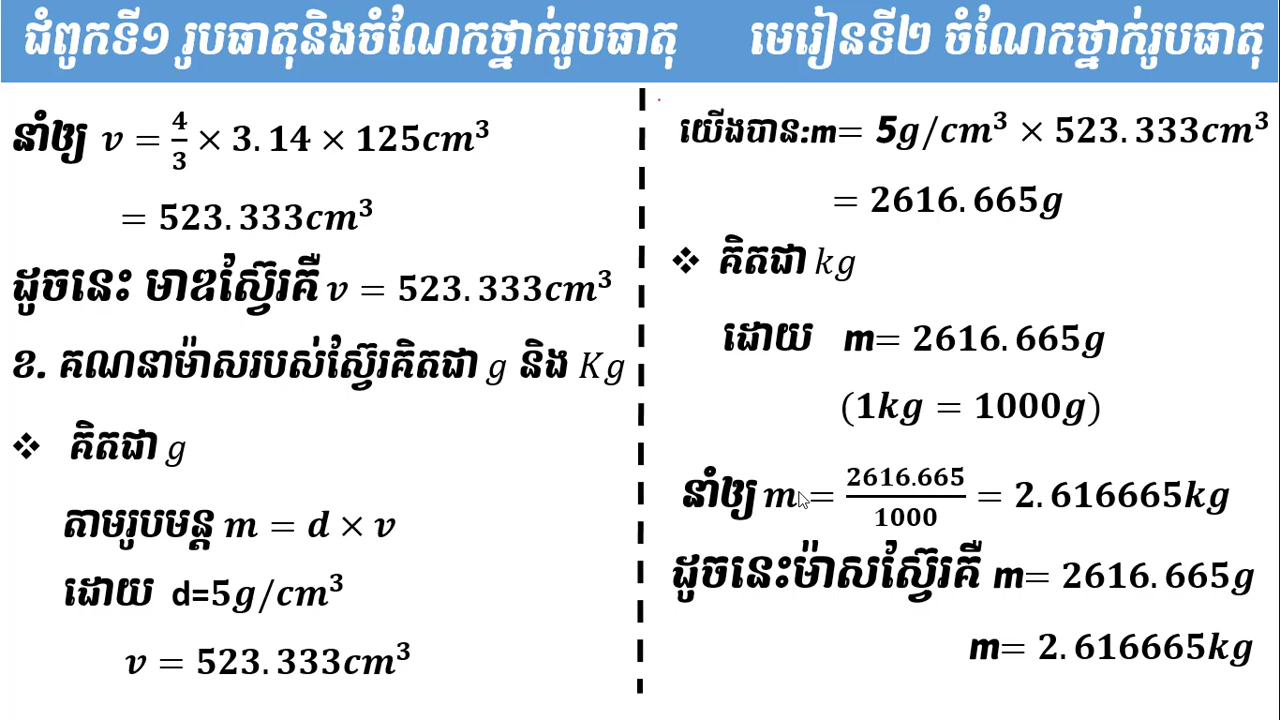 ជំពូកទី១ រូបធាតុនិងចំណែកថ្នាក់រូបធាតុ
មេរៀនទី២ ចំណែកថ្នាក់រូបធាតុ
នាំឲ្យ v = 4/3 × 3.14 × 125cm³
= 523.333cm³
ដូចនេះ មាឌស្វ៊ែរគឺ v = 523.333cm³
ខ. គណនាម៉ាសរបស់ស្វ៊ែរគិតជា g និង Kg
❖ គិតជា g
តាមរូបមន្ត m = d × v
ដោយ d=5g/cm³
v = 523.333cm³
យើងបាន:m= 5g/cm³ × 523.333cm³
= 2616.665g
❖ គិតជា kg
ដោយ m= 2616.665g
(1kg = 1000g)
នាំឲ្យ m = 2616.665/1000 = 2.616665kg
ដូចនេះម៉ាសស្វ៊ែរគឺ m= 2616.665g
m= 2.616665kg